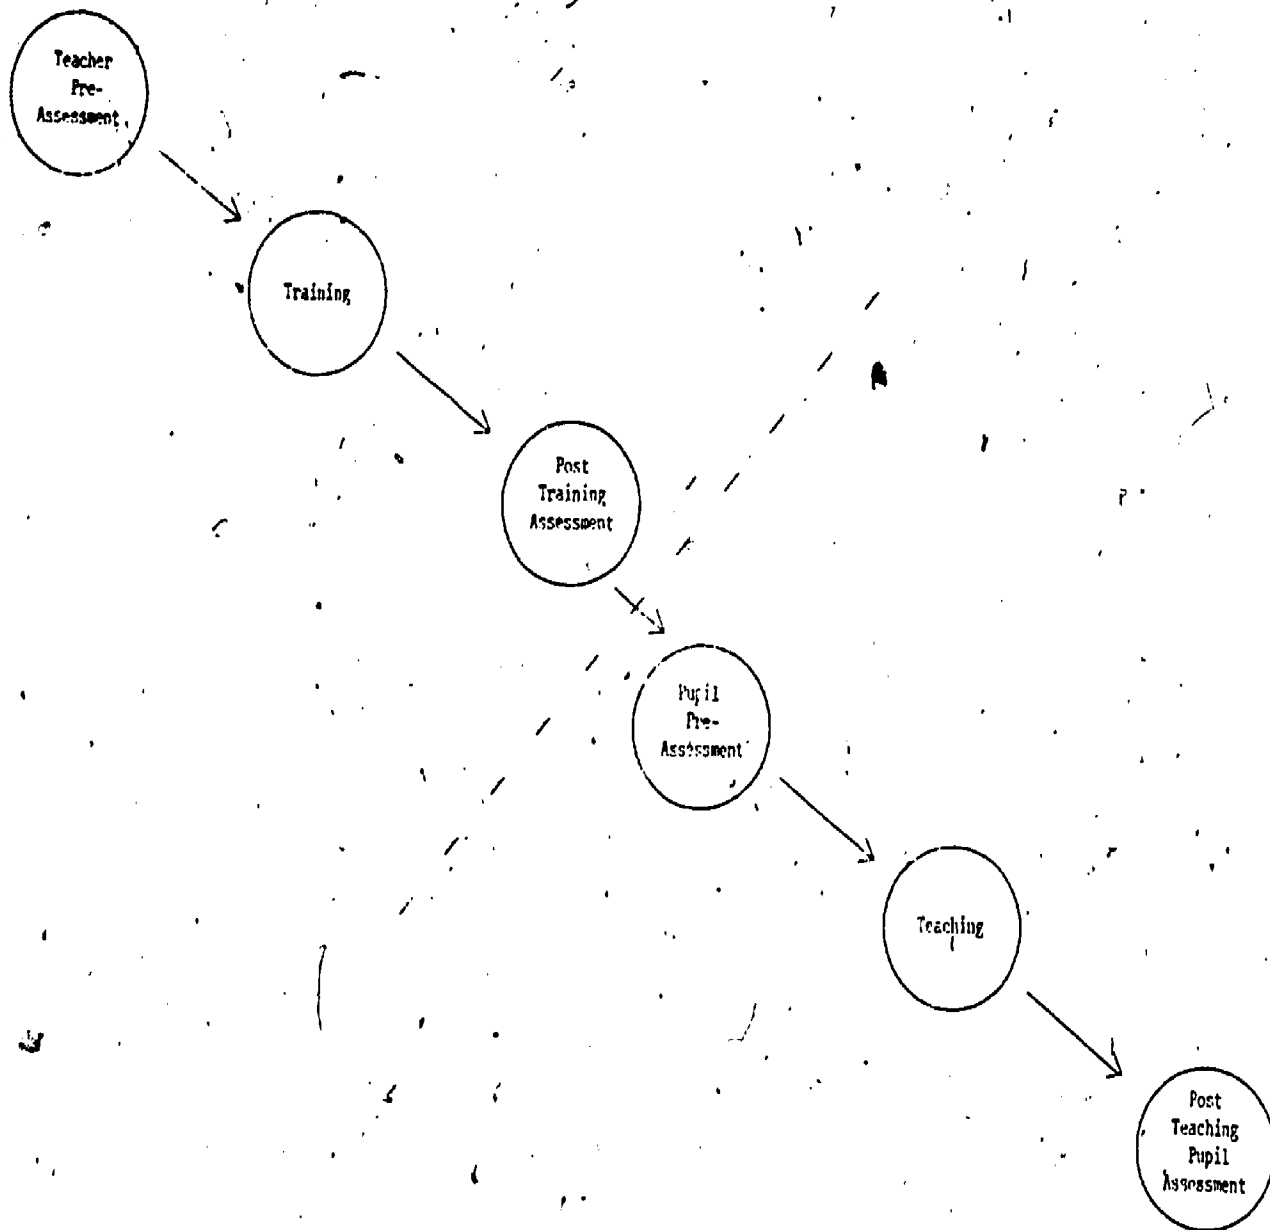 Teacher
Pre-
Assessment
Training
Post
Training
Assessment
Pupil
Pre-
Assessment
Teaching
Post
Teaching
Pupil
Assessment